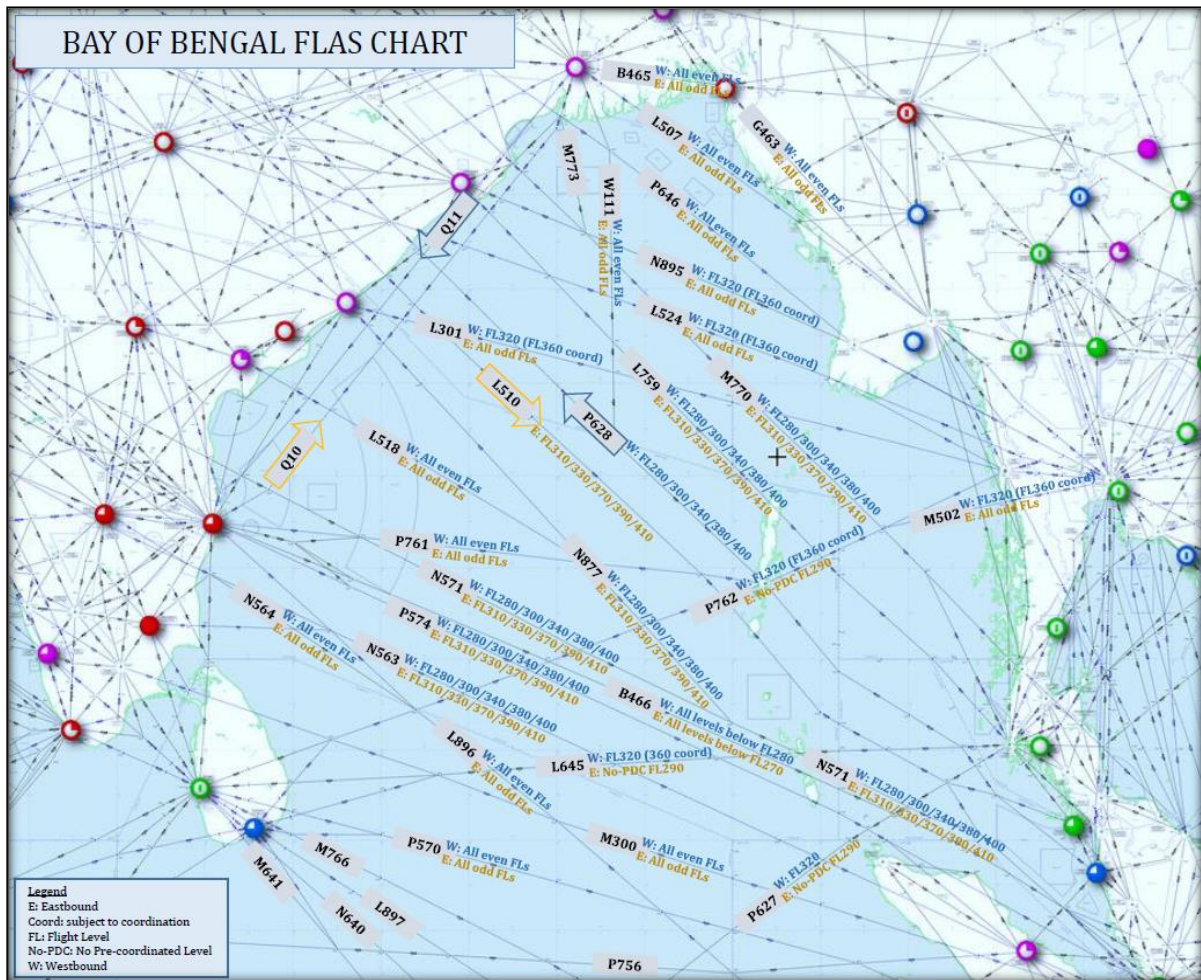 BAY OF BENGAL FLAS CHART
B465 W: All even FLs
E: All odd FLs
L507 W: All even FLs
E: All odd FLs
G463 W: All even FLs
E: All odd FLs
M773
W111 W: All even FLs
E: All odd FLs
P646 W: All even FLs
E: All odd FLs
Q11
N895 W: FL320 (FL360 coord)
E: All odd FLs
L301 W: FL320 (FL360 coord)
E: All odd FLs
L524 W: FL320 (FL360 coord)
E: All odd FLs
L759 W: FL280/300/340/380/400
E: FL310/330/370/390/410
M770 W: FL280/300/340/380/400
E: FL310/330/370/390/410
L510
E: FL310/330/370/390/410
P628
W: FL280/300/340/380/400
Q10
L518 W: All even FLs
E: All odd FLs
M502 W: FL320 (FL360 coord)
E: All odd FLs
P761 W: All even FLs
E: All odd FLs
N877 W: FL280/300/340/380/400
E: FL310/330/370/390/410
P762 W: FL320 (FL360 coord)
E: No-PDC FL290
N571 W: FL280/300/340/380/400
E: FL310/330/370/390/410
N564 W: All even FLs
E: All odd FLs
P574 W: FL280/300/340/380/400
E: FL310/330/370/390/410
N563 W: FL280/300/340/380/400
E: FL310/330/370/390/410
B466 W: All levels below FL280
E: All levels below FL270
L896 W: All even FLs
E: All odd FLs
L645 W: FL320 (360 coord)
E: No-PDC FL290
N571 W: FL280/300/340/380/400
E: FL310/330/370/380/410
M641
M766
P570 W: All even FLs
E: All odd FLs
M300 W: All even FLs
E: All odd FLs
P627 W: FL320
E: No-PDC FL290
N640
L897
P756
Legend
E: Eastbound
Coord: subject to coordination
FL: Flight Level
No-PDC: No Pre-coordinated Level
W: Westbound